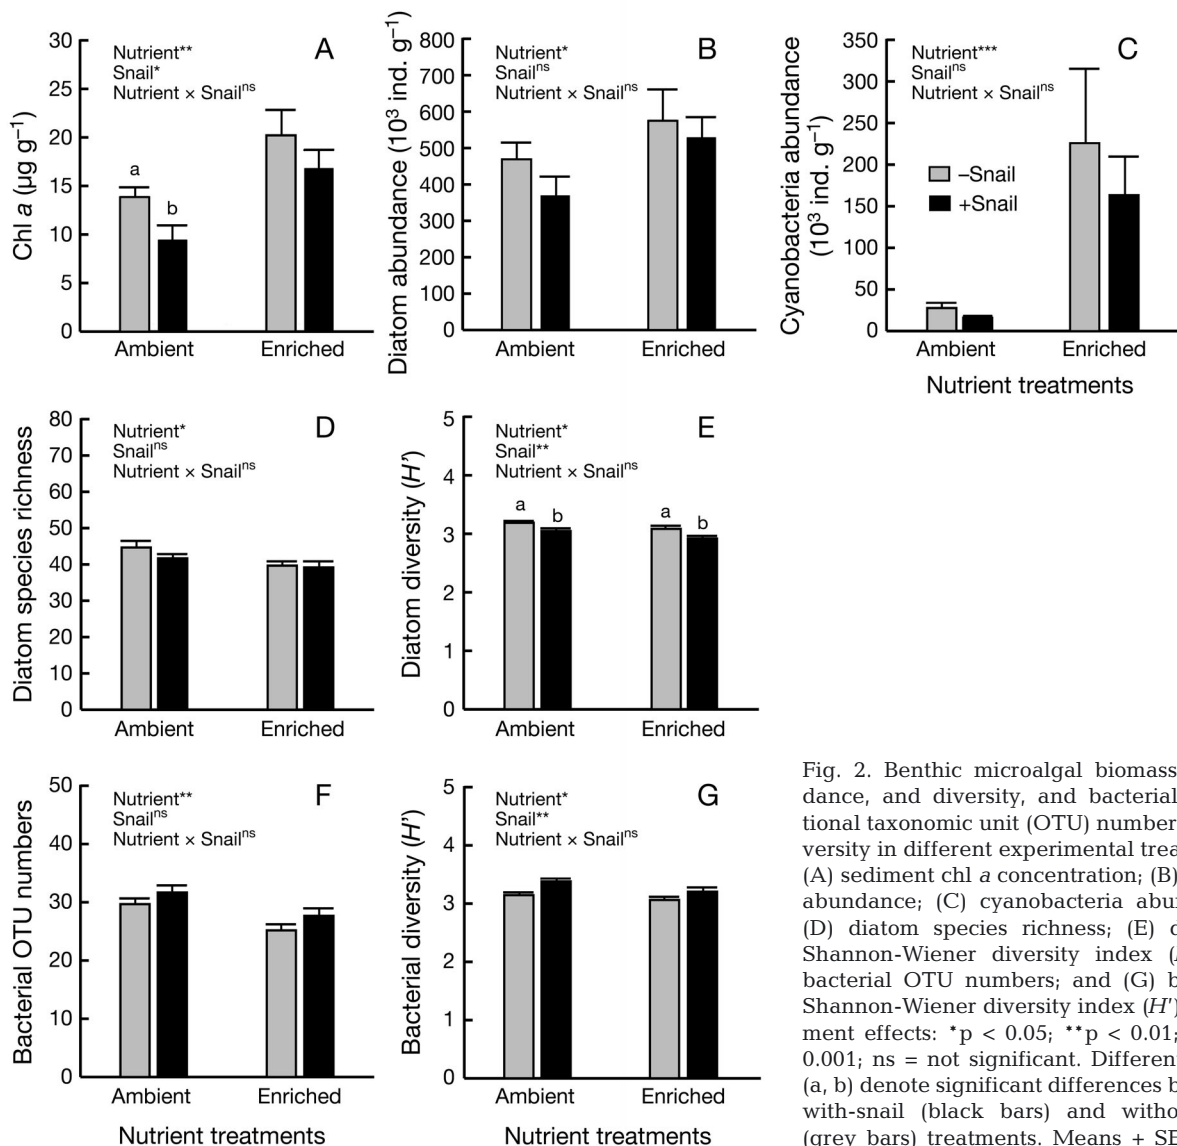 A
Nutrient**
Snail*
Nutrient × Snailⁿˢ
Chl a (µg g⁻¹)
30
25
20
15
10
5
0
a
b
Ambient
Enriched
B
Nutrient*
Snailⁿˢ
Nutrient × Snailⁿˢ
Diatom abundance (10³ ind. g⁻¹)
800
700
600
500
400
300
200
100
0
Ambient
Enriched
C
Nutrient***
Snailⁿˢ
Nutrient × Snailⁿˢ
Cyanobacteria abundance
(10³ ind. g⁻¹)
350
300
250
200
150
100
50
0
–Snail
+Snail
Ambient
Enriched
Nutrient treatments
D
Nutrient*
Snailⁿˢ
Nutrient × Snailⁿˢ
Diatom species richness
80
70
60
50
40
30
20
10
0
Ambient
Enriched
E
Nutrient*
Snail**
Nutrient × Snailⁿˢ
Diatom diversity (H')
5
4
3
2
1
0
a
b
a
b
Ambient
Enriched
F
Nutrient**
Snailⁿˢ
Nutrient × Snailⁿˢ
Bacterial OTU numbers
50
40
30
20
10
0
Ambient
Enriched
Nutrient treatments
G
Nutrient*
Snail**
Nutrient × Snailⁿˢ
Bacterial diversity (H')
5
4
3
2
1
0
Ambient
Enriched
Nutrient treatments
Fig. 2. Benthic microalgal biomass
dance, and diversity, and bacterial
tional taxonomic unit (OTU) number
versity in different experimental trea
(A) sediment chl a concentration; (B)
abundance; (C) cyanobacteria abun
(D) diatom species richness; (E) d
Shannon-Wiener diversity index (
bacterial OTU numbers; and (G) b
Shannon-Wiener diversity index (H')
ment effects: *p < 0.05; **p < 0.01;
0.001; ns = not significant. Different
(a, b) denote significant differences b
with-snail (black bars) and witho
(grey bars) treatments. Means + SE